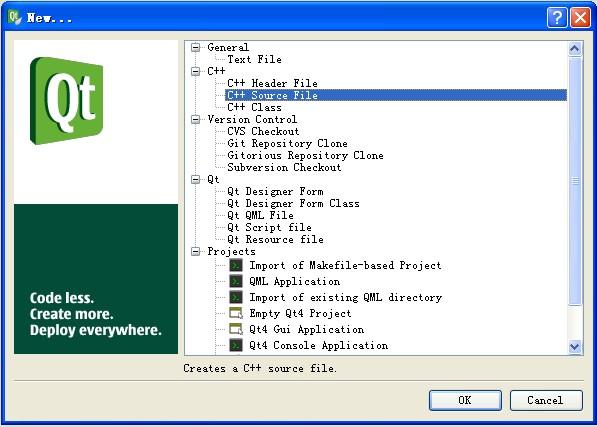 New...
Qt
Code less.
Create more.
Deploy everywhere.
General
Text File
C++
C++ Header File
C++ Source File
C++ Class
Version Control
CVS Checkout
Git Repository Clone
Gitorious Repository Clone
Subversion Checkout
Qt
Qt Designer Form
Qt Designer Form Class
Qt QML File
Qt Script file
Qt Resource file
Projects
Import of Makefile-based Project
QML Application
Import of existing QML directory
Empty Qt4 Project
Qt4 Gui Application
Qt4 Console Application
Creates a C++ source file.
OK
Cancel